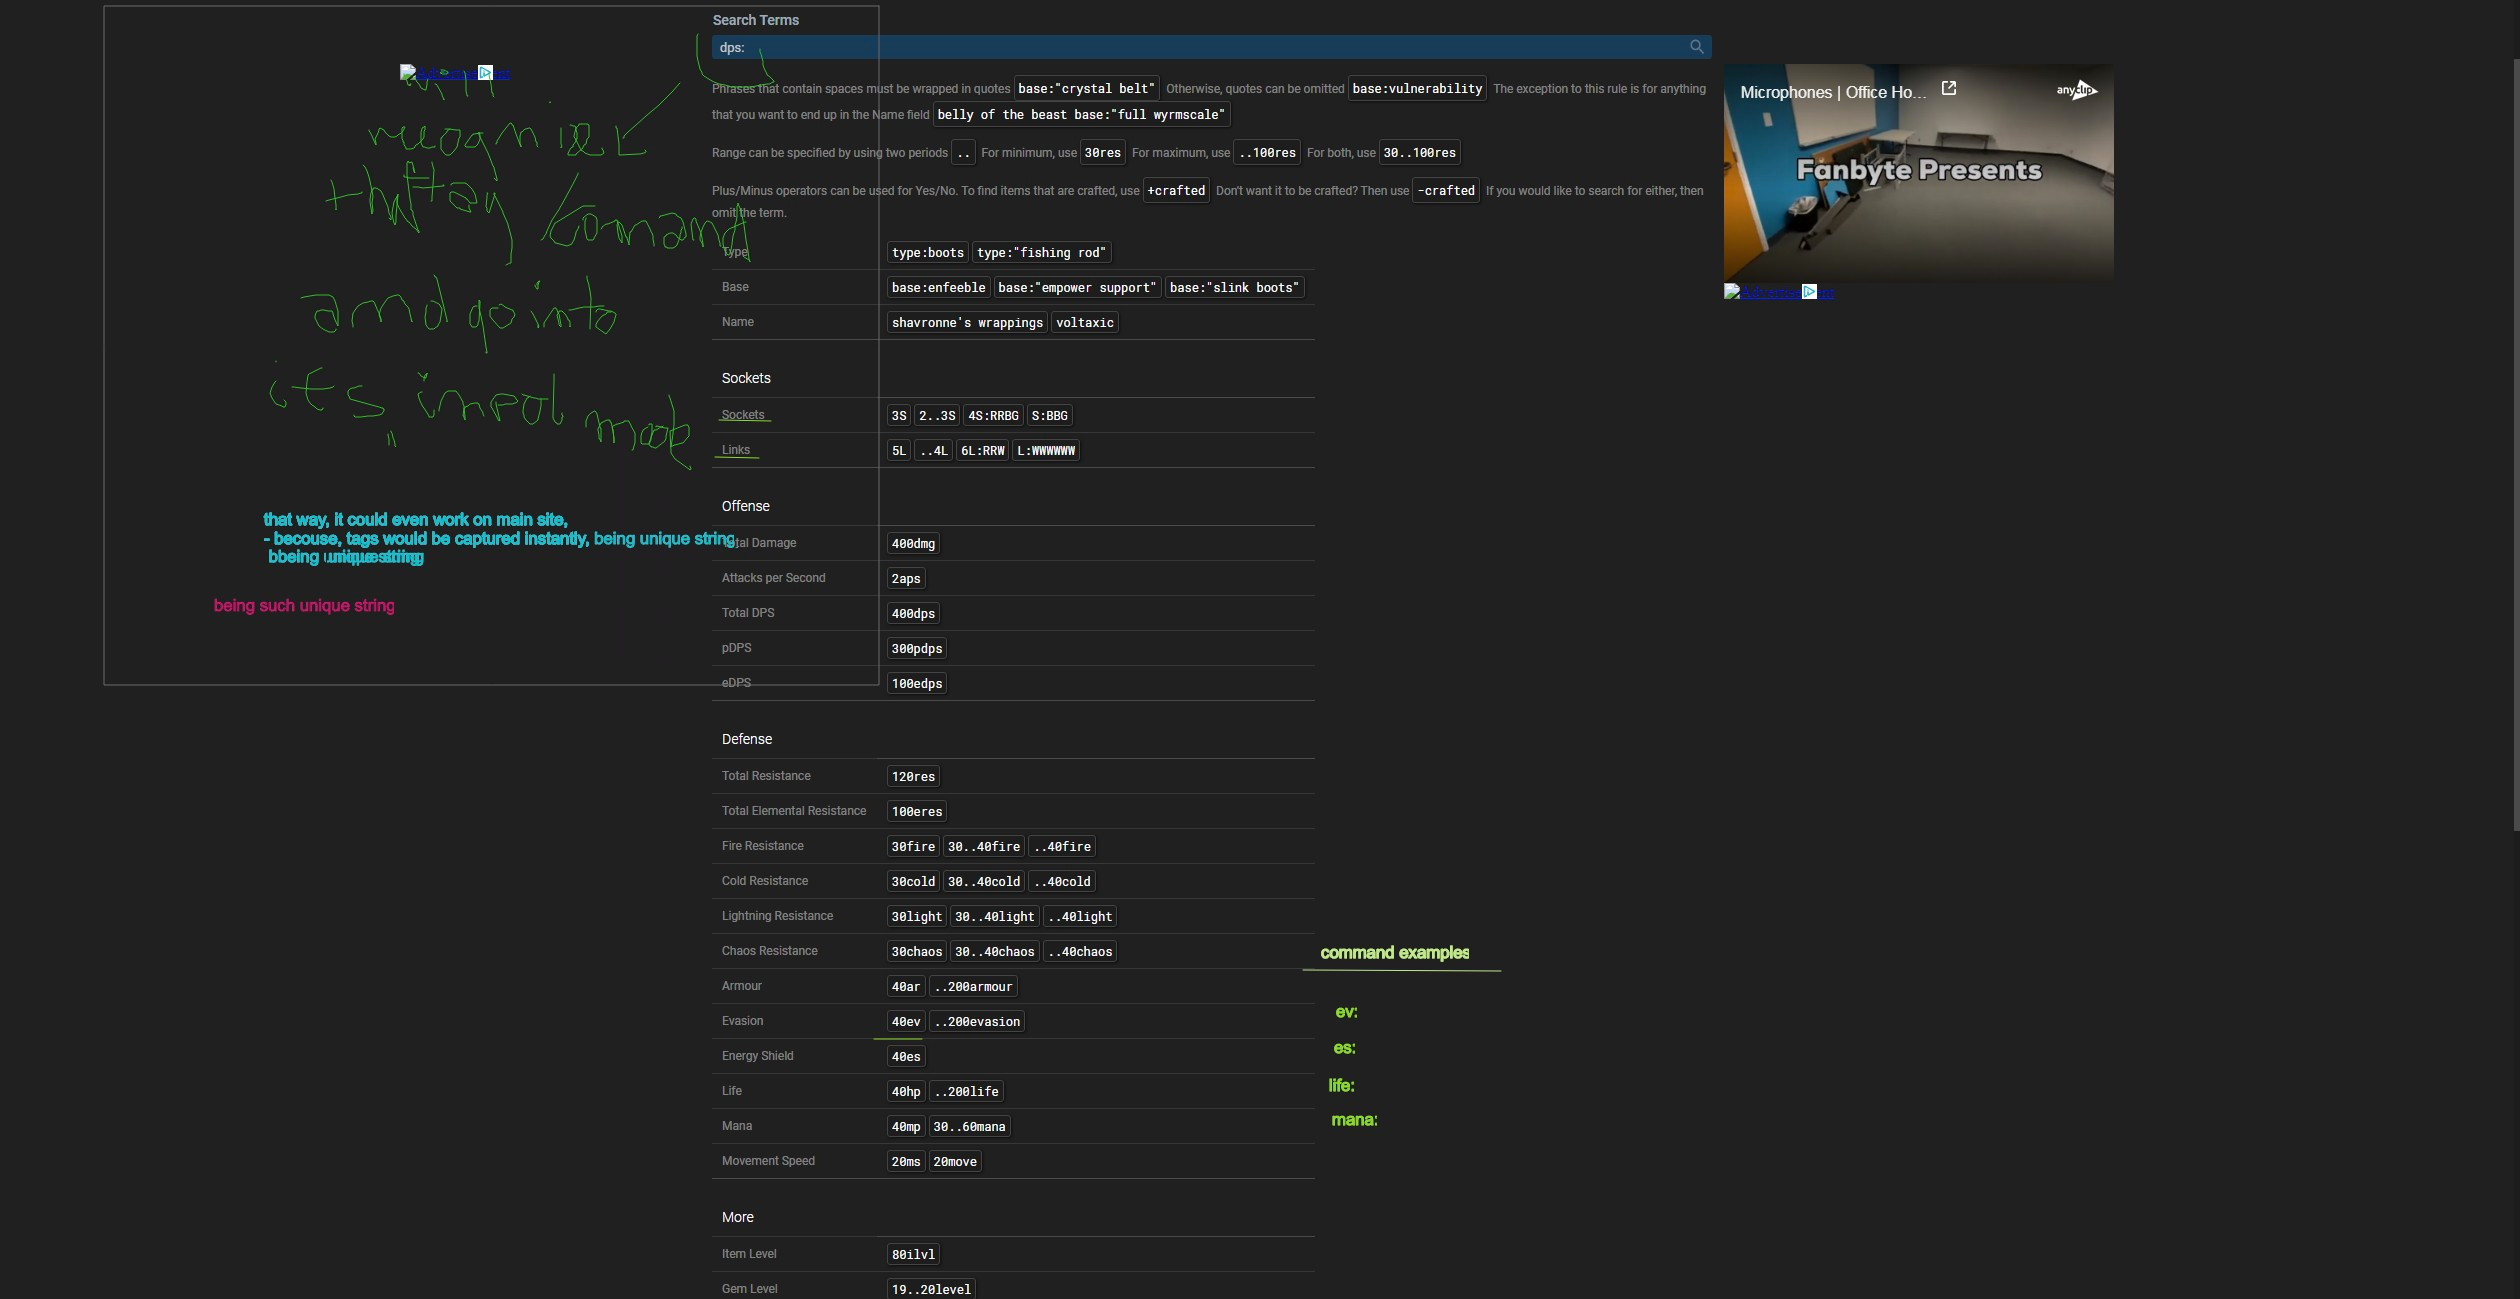 Search Terms
dps:
Phrases that contain spaces must be wrapped in quotes base:"crystal belt" Otherwise, quotes can be omitted base:vulnerability The exception to this rule is for anything
that you want to end up in the Name field belly of the beast base:"full wyrmscale"
Range can be specified by using two periods .. For minimum, use 30res For maximum, use ..100res For both, use 30..100res
Plus/Minus operators can be used for Yes/No. To find items that are crafted, use +crafted Don't want it to be crafted? Then use -crafted If you would like to search for either, then
omit the term.
Type type:boots type:"fishing rod"
Base base:enfeeble base:"empower support" base:"slink boots"
Name shavronne's wrappings voltaxic
Sockets
Sockets 3S 2..3S 4S:RRBG S:BBG
Links 5L ..4L 6L:RRW L:WWWWWW
Offense
Total Damage 400dmg
Attacks per Second 2aps
Total DPS 400dps
pDPS 300pdps
eDPS 100edps
Defense
Total Resistance 120res
Total Elemental Resistance 100eres
Fire Resistance 30fire 30..40fire ..40fire
Cold Resistance 30cold 30..40cold ..40cold
Lightning Resistance 30light 30..40light ..40light
Chaos Resistance 30chaos 30..40chaos ..40chaos
Armour 40ar ..200armour
Evasion 40ev ..200evasion
Energy Shield 40es
Life 40hp ..200life
Mana 40mp 30..60mana
Movement Speed 20ms 20move
More
Item Level 80ilvl
Gem Level 19..20level
and go into
its
that way, it could even work on main site,
- becouse, tags would be captured instantly, being unique string
being such unique string
command examples
ev:
es:
life:
mana:
Microphones | Office Ho...
anyclip
Fanbyte Presents